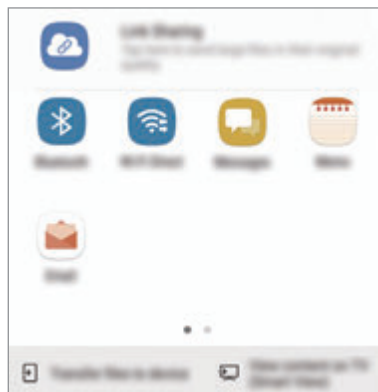 Link Sharing
Tap here to send large files in their original
quality
Bluetooth
Wi-Fi Direct
Messages
Memo
Email
Transfer files to device
View content on TV
(Smart View)